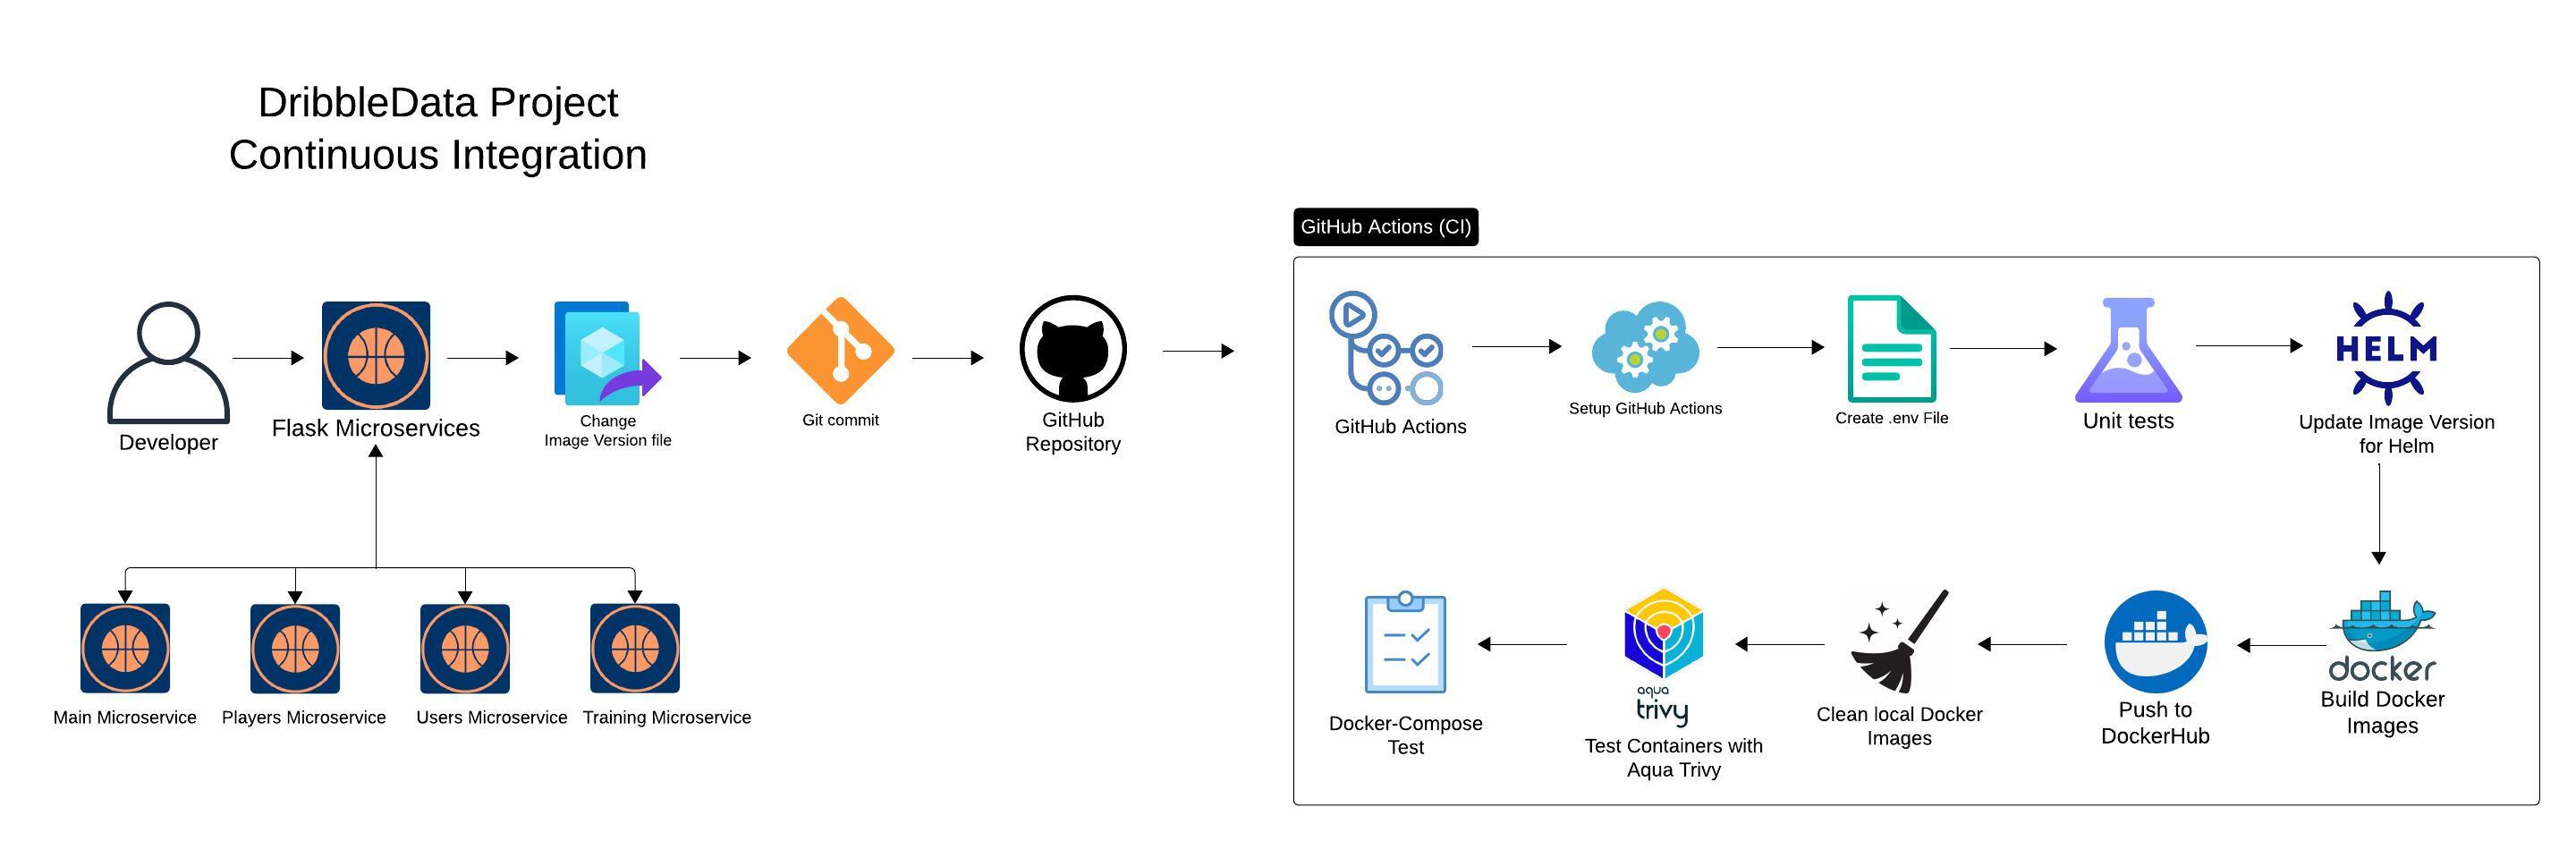 DribbleData Project
Continuous Integration
GitHub Actions (CI)
Developer
Flask Microservices
Change
Image Version file
Git commit
GitHub
Repository
GitHub Actions
Setup GitHub Actions
Create .env File
Unit tests
HELM
Update Image Version
for Helm
Main Microservice
Players Microservice
Users Microservice
Training Microservice
Docker-Compose
Test
aqua
trivy
Test Containers with
Aqua Trivy
Clean local Docker
Images
Push to
DockerHub
docker
Build Docker
Images